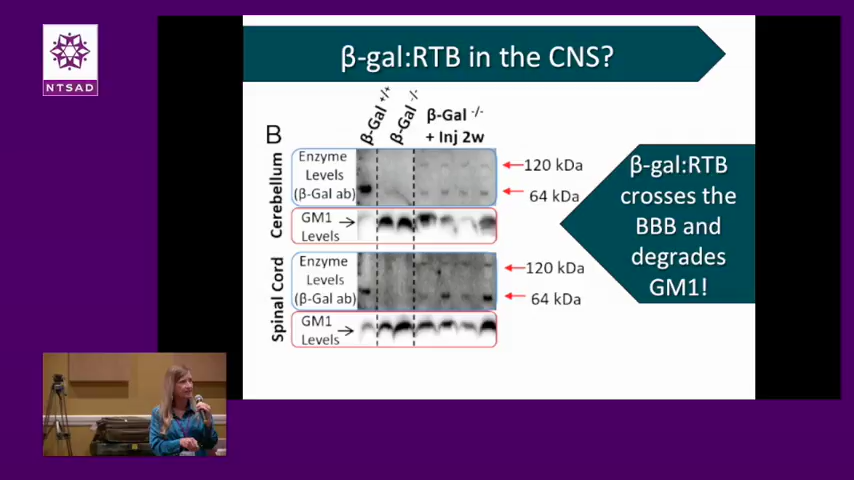 NTSAD
β-gal:RTB in the CNS?
B
β-Gal +/+
β-Gal -/-
β-Gal -/-
+ Inj 2w
Cerebellum
Enzyme
Levels
(β-Gal ab)
120 kDa
64 kDa
GM1
Levels
Spinal Cord
Enzyme
Levels
(β-Gal ab)
120 kDa
64 kDa
GM1
Levels
β-gal:RTB
crosses the
BBB and
degrades
GM1!